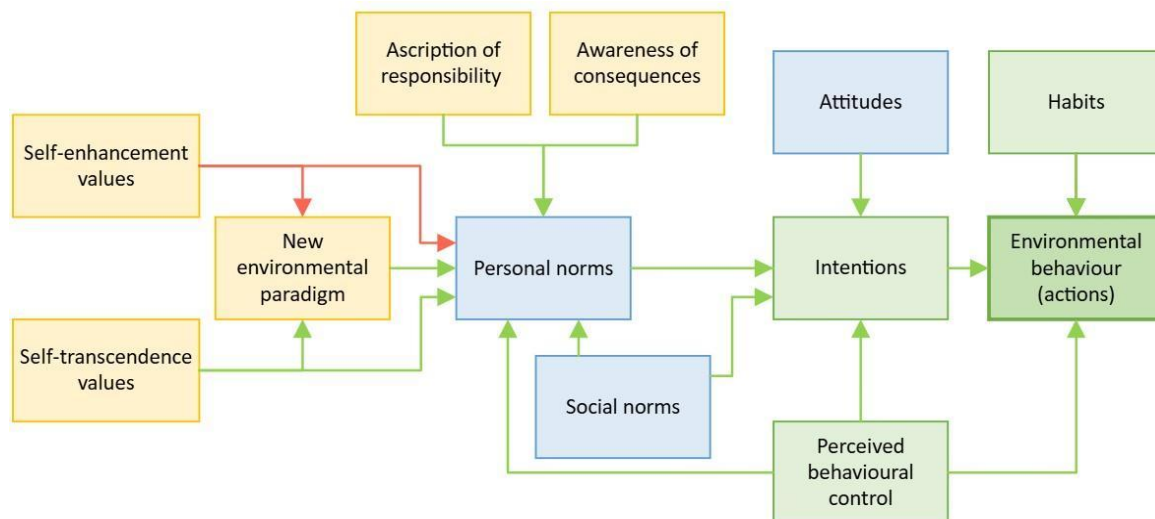 Ascription of
responsibility
Awareness of
consequences
Attitudes
Habits
Self-enhancement
values
New
environmental
paradigm
Personal norms
Intentions
Environmental
behaviour
(actions)
Self-transcendence
values
Social norms
Perceived
behavioural
control